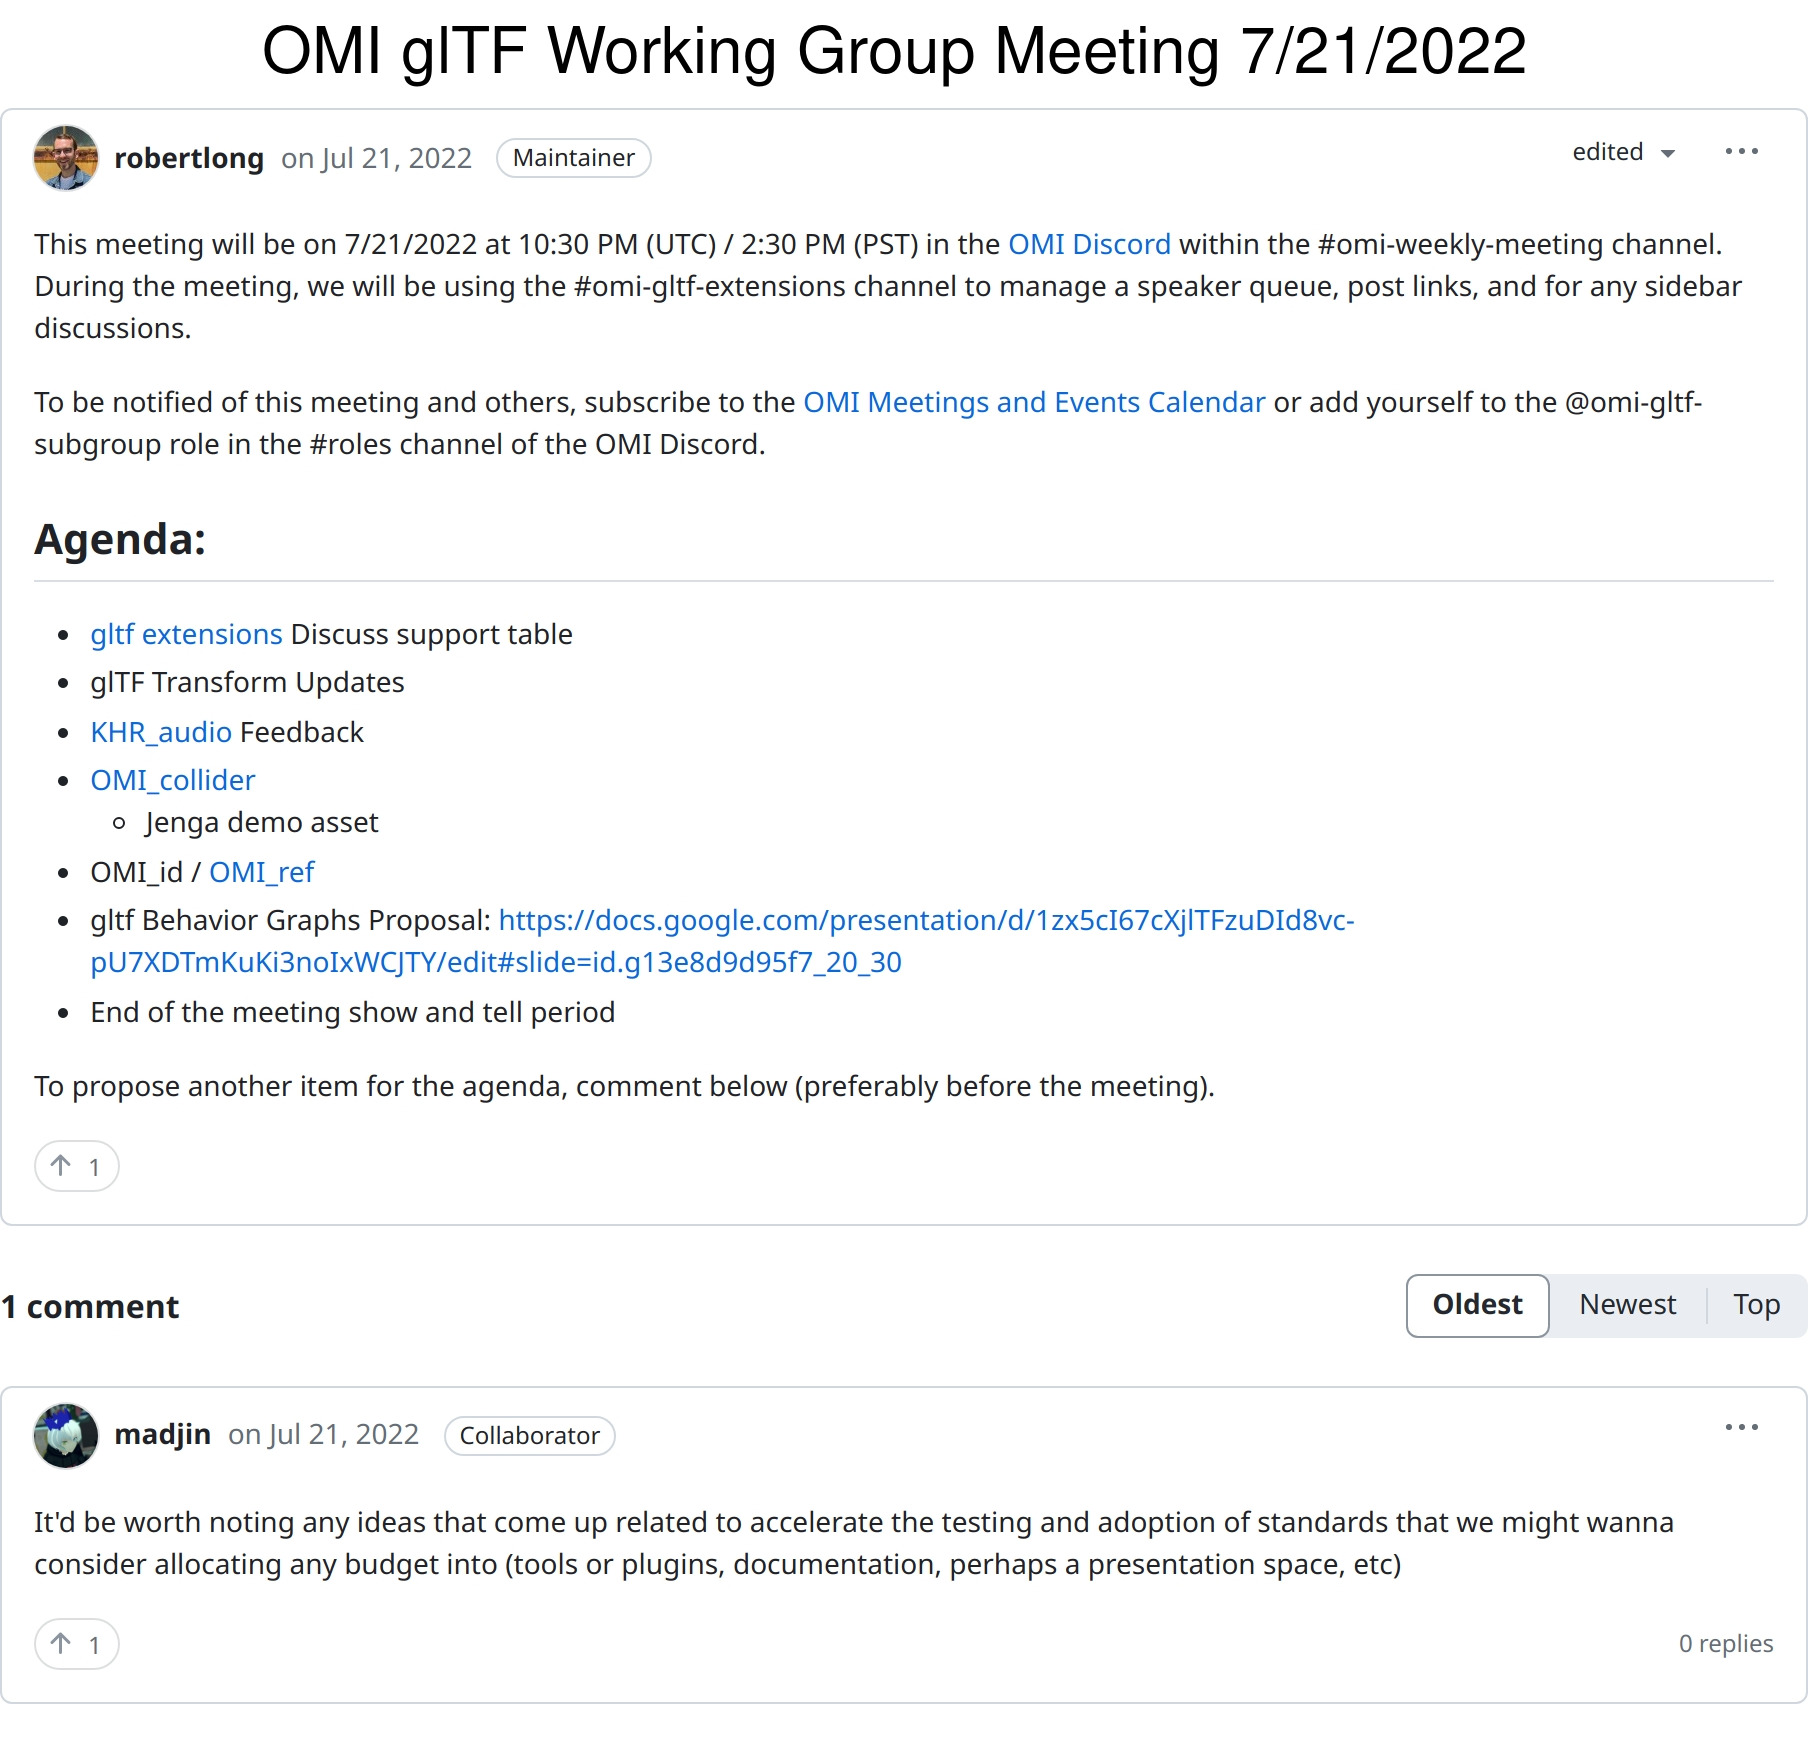 OMI glTF Working Group Meeting 7/21/2022
robertlong on Jul 21, 2022 Maintainer edited
This meeting will be on 7/21/2022 at 10:30 PM (UTC) / 2:30 PM (PST) in the OMI Discord within the #omi-weekly-meeting channel.
During the meeting, we will be using the #omi-gltf-extensions channel to manage a speaker queue, post links, and for any sidebar
discussions.
To be notified of this meeting and others, subscribe to the OMI Meetings and Events Calendar or add yourself to the @omi-gltf-
subgroup role in the #roles channel of the OMI Discord.
Agenda:
gltf extensions Discuss support table
glTF Transform Updates
KHR_audio Feedback
OMI_collider
Jenga demo asset
OMI_id / OMI_ref
gltf Behavior Graphs Proposal: https://docs.google.com/presentation/d/1zx5cI67cXjlTFzuDId8vc-
pU7XDTmKuKi3noIxWCJTY/edit#slide=id.g13e8d9d95f7_20_30
End of the meeting show and tell period
To propose another item for the agenda, comment below (preferably before the meeting).
1
1 comment
Oldest Newest Top
madjin on Jul 21, 2022 Collaborator
It'd be worth noting any ideas that come up related to accelerate the testing and adoption of standards that we might wanna
consider allocating any budget into (tools or plugins, documentation, perhaps a presentation space, etc)
1 0 replies